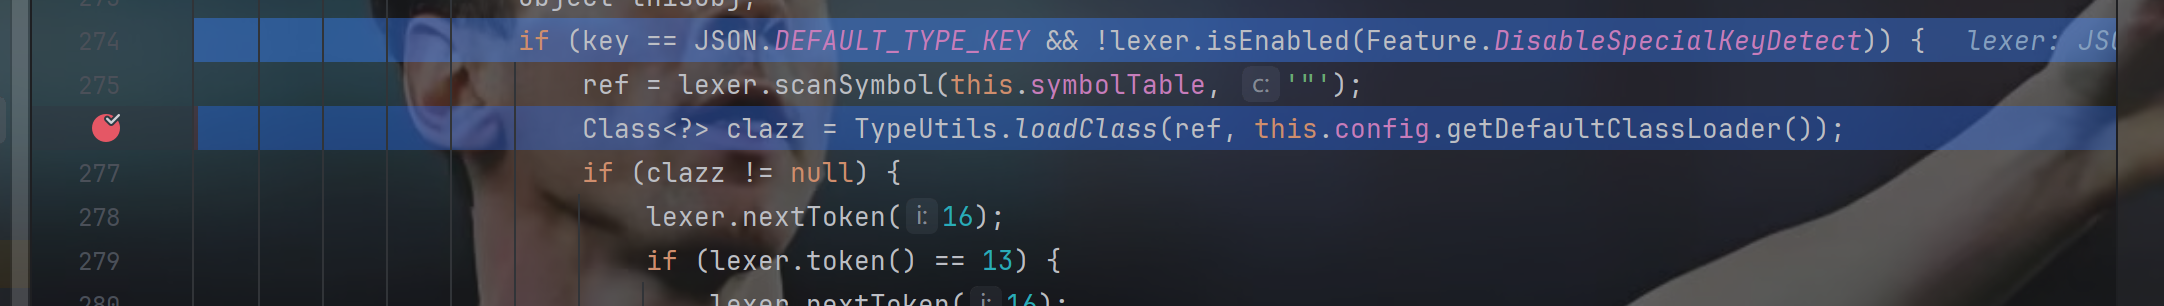 273 Object thisObj;
274 if (key == JSON.DEFAULT_TYPE_KEY && !lexer.isEnabled(Feature.DisableSpecialKeyDetect)) { lexer: JSO
275 ref = lexer.scanSymbol(this.symbolTable, c: '"');
Class<?> clazz = TypeUtils.loadClass(ref, this.config.getDefaultClassLoader());
277 if (clazz != null) {
278 lexer.nextToken( i: 16);
279 if (lexer.token() == 13) {
280 lexer.nextToken( i: 16);